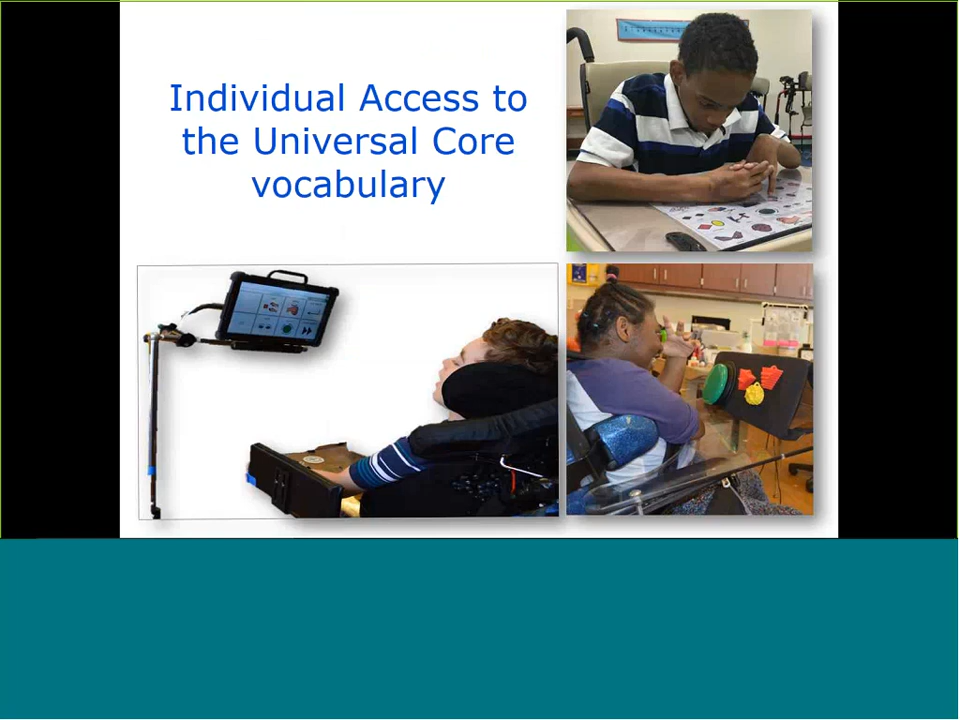 Individual Access to
the Universal Core
vocabulary